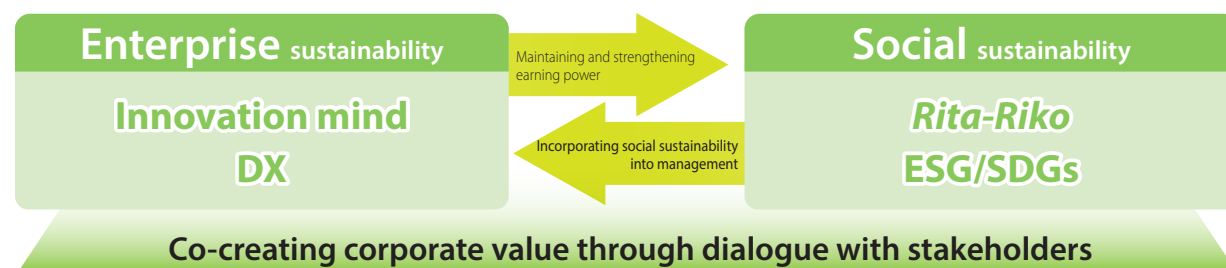 Enterprise sustainability
Innovation mind
DX
Maintaining and strengthening
earning power
Incorporating social sustainability
into management
Social sustainability
Rita-Riko
ESG/SDGs
Co-creating corporate value through dialogue with stakeholders